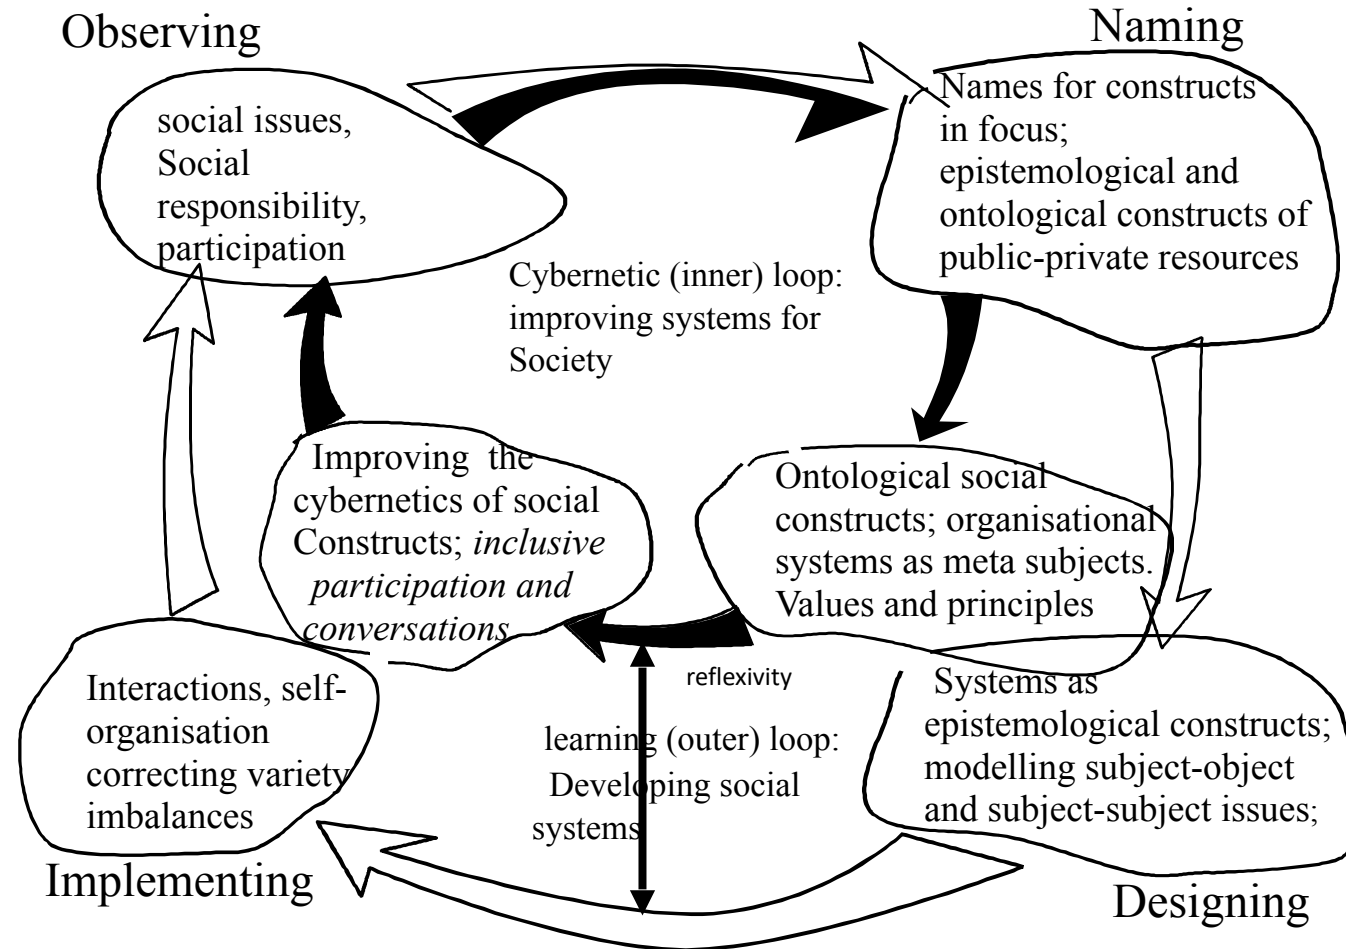 Observing
Naming
social issues,
Social
responsibility,
participation
Names for constructs
in focus;
epistemological and
ontological constructs of
public-private resources
Cybernetic (inner) loop:
improving systems for
Society
Improving the
cybernetics of social
Constructs; inclusive
participation and
conversations
Ontological social
constructs; organisational
systems as meta subjects.
Values and principles
reflexivity
learning (outer) loop:
Developing social
systems
Interactions, self-
organisation
correcting variety
imbalances
Systems as
epistemological constructs;
modelling subject-object
and subject-subject issues;
Implementing
Designing